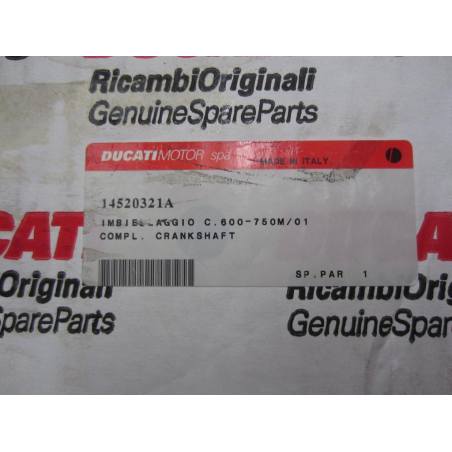 RicambiOriginali
GenuineSpareParts
DUCATIMOTOR spa
MADE IN ITALY.
14520321A
IMBIELLAGGIO C.600-750M/01
COMPL. CRANKSHAFT
SP.PAR 1
CATI
Originali
SpareParts
RicambiOrig
GenuineSpar